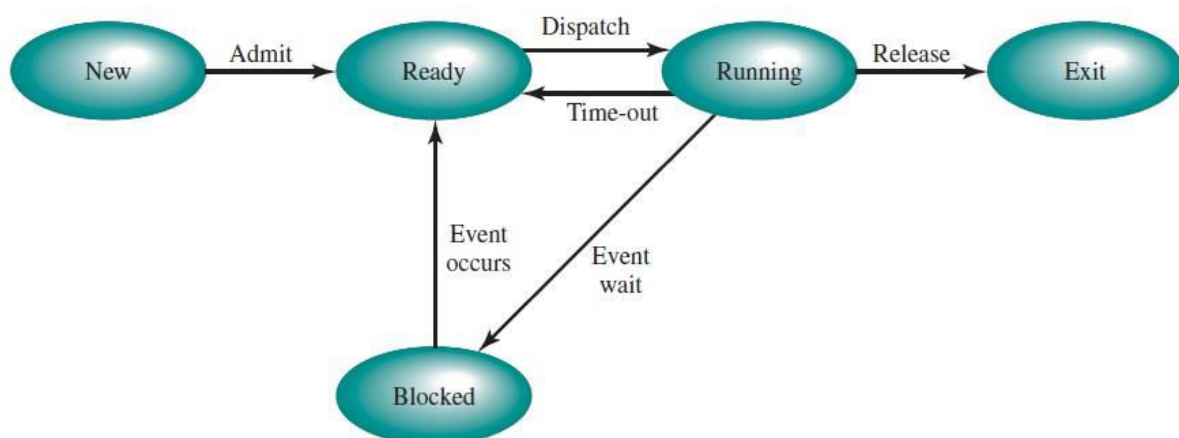 Dispatch
Admit
Release
New
Ready
Running
Exit
Time-out
Event
occurs
Event
wait
Blocked